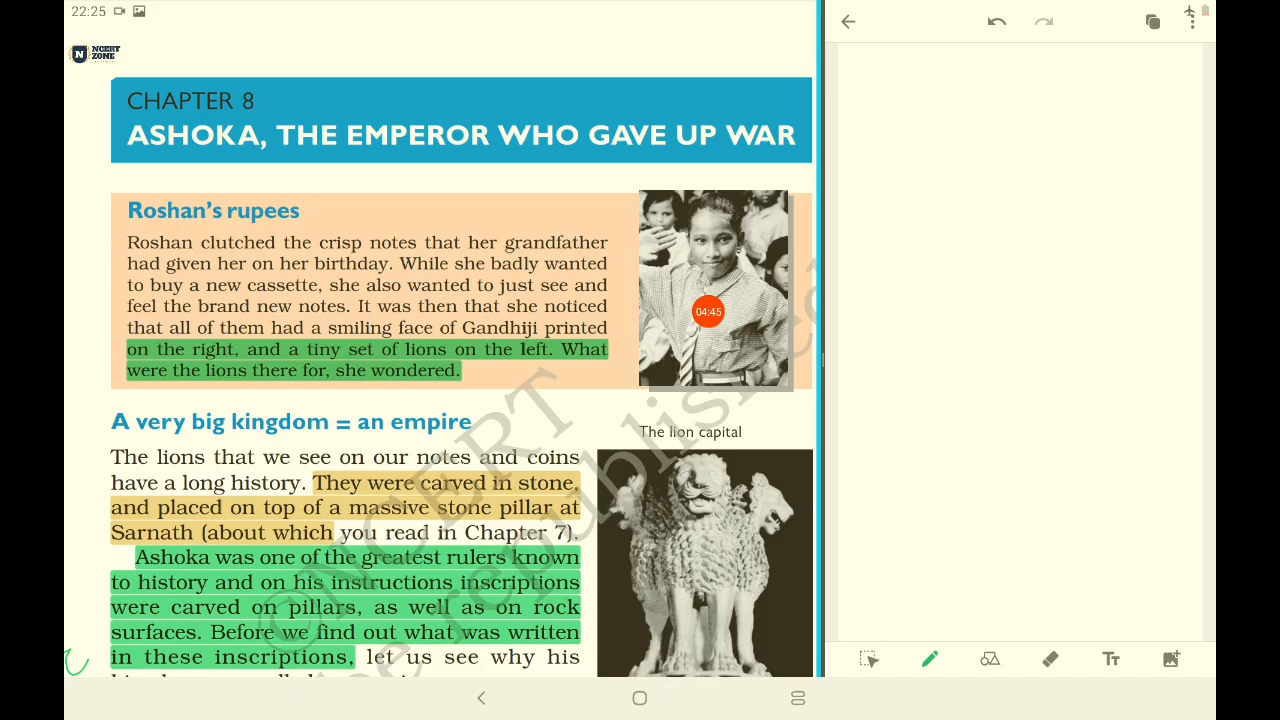 22:25
N NCERT
ZONE
CHAPTER 8
ASHOKA, THE EMPEROR WHO GAVE UP WAR
Roshan's rupees
Roshan clutched the crisp notes that her grandfather
had given her on her birthday. While she badly wanted
to buy a new cassette, she also wanted to just see and
feel the brand new notes. It was then that she noticed
that all of them had a smiling face of Gandhiji printed
on the right, and a tiny set of lions on the left. What
were the lions there for, she wondered.
04:45
A very big kingdom = an empire
The lions that we see on our notes and coins
have a long history. They were carved in stone,
and placed on top of a massive stone pillar at
Sarnath (about which you read in Chapter 7).
Ashoka was one of the greatest rulers known
to history and on his instructions inscriptions
were carved on pillars, as well as on rock
surfaces. Before we find out what was written
in these inscriptions, let us see why his
The lion capital
©NCERT
be republished
Tт